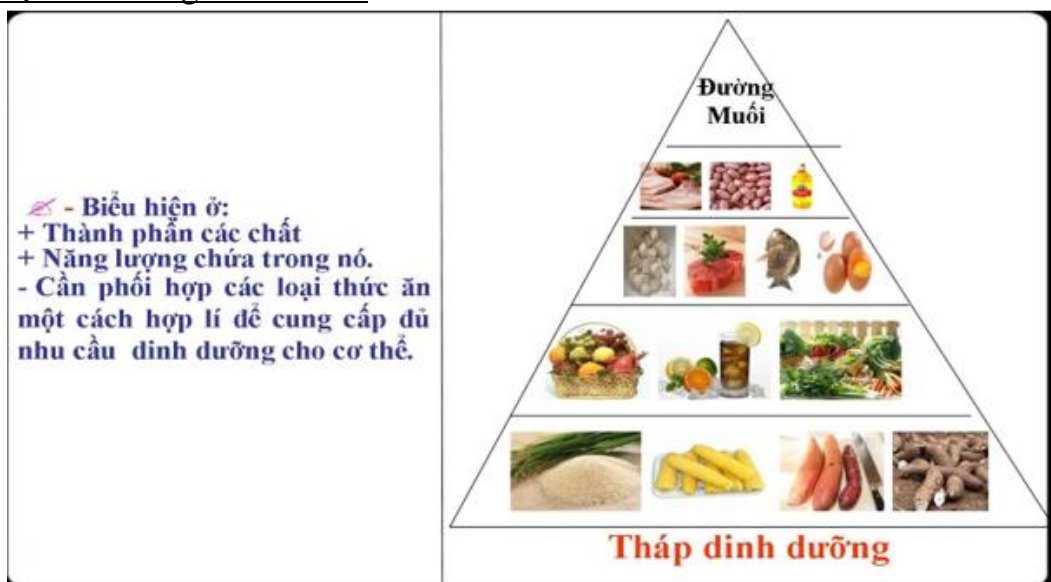 - Biểu hiện ở:
+ Thành phần các chất
+ Năng lượng chứa trong nó.
- Cần phối hợp các loại thức ăn
một cách hợp lí để cung cấp đủ
nhu cầu dinh dưỡng cho cơ thể.
Đường
Muối
Tháp dinh dưỡng